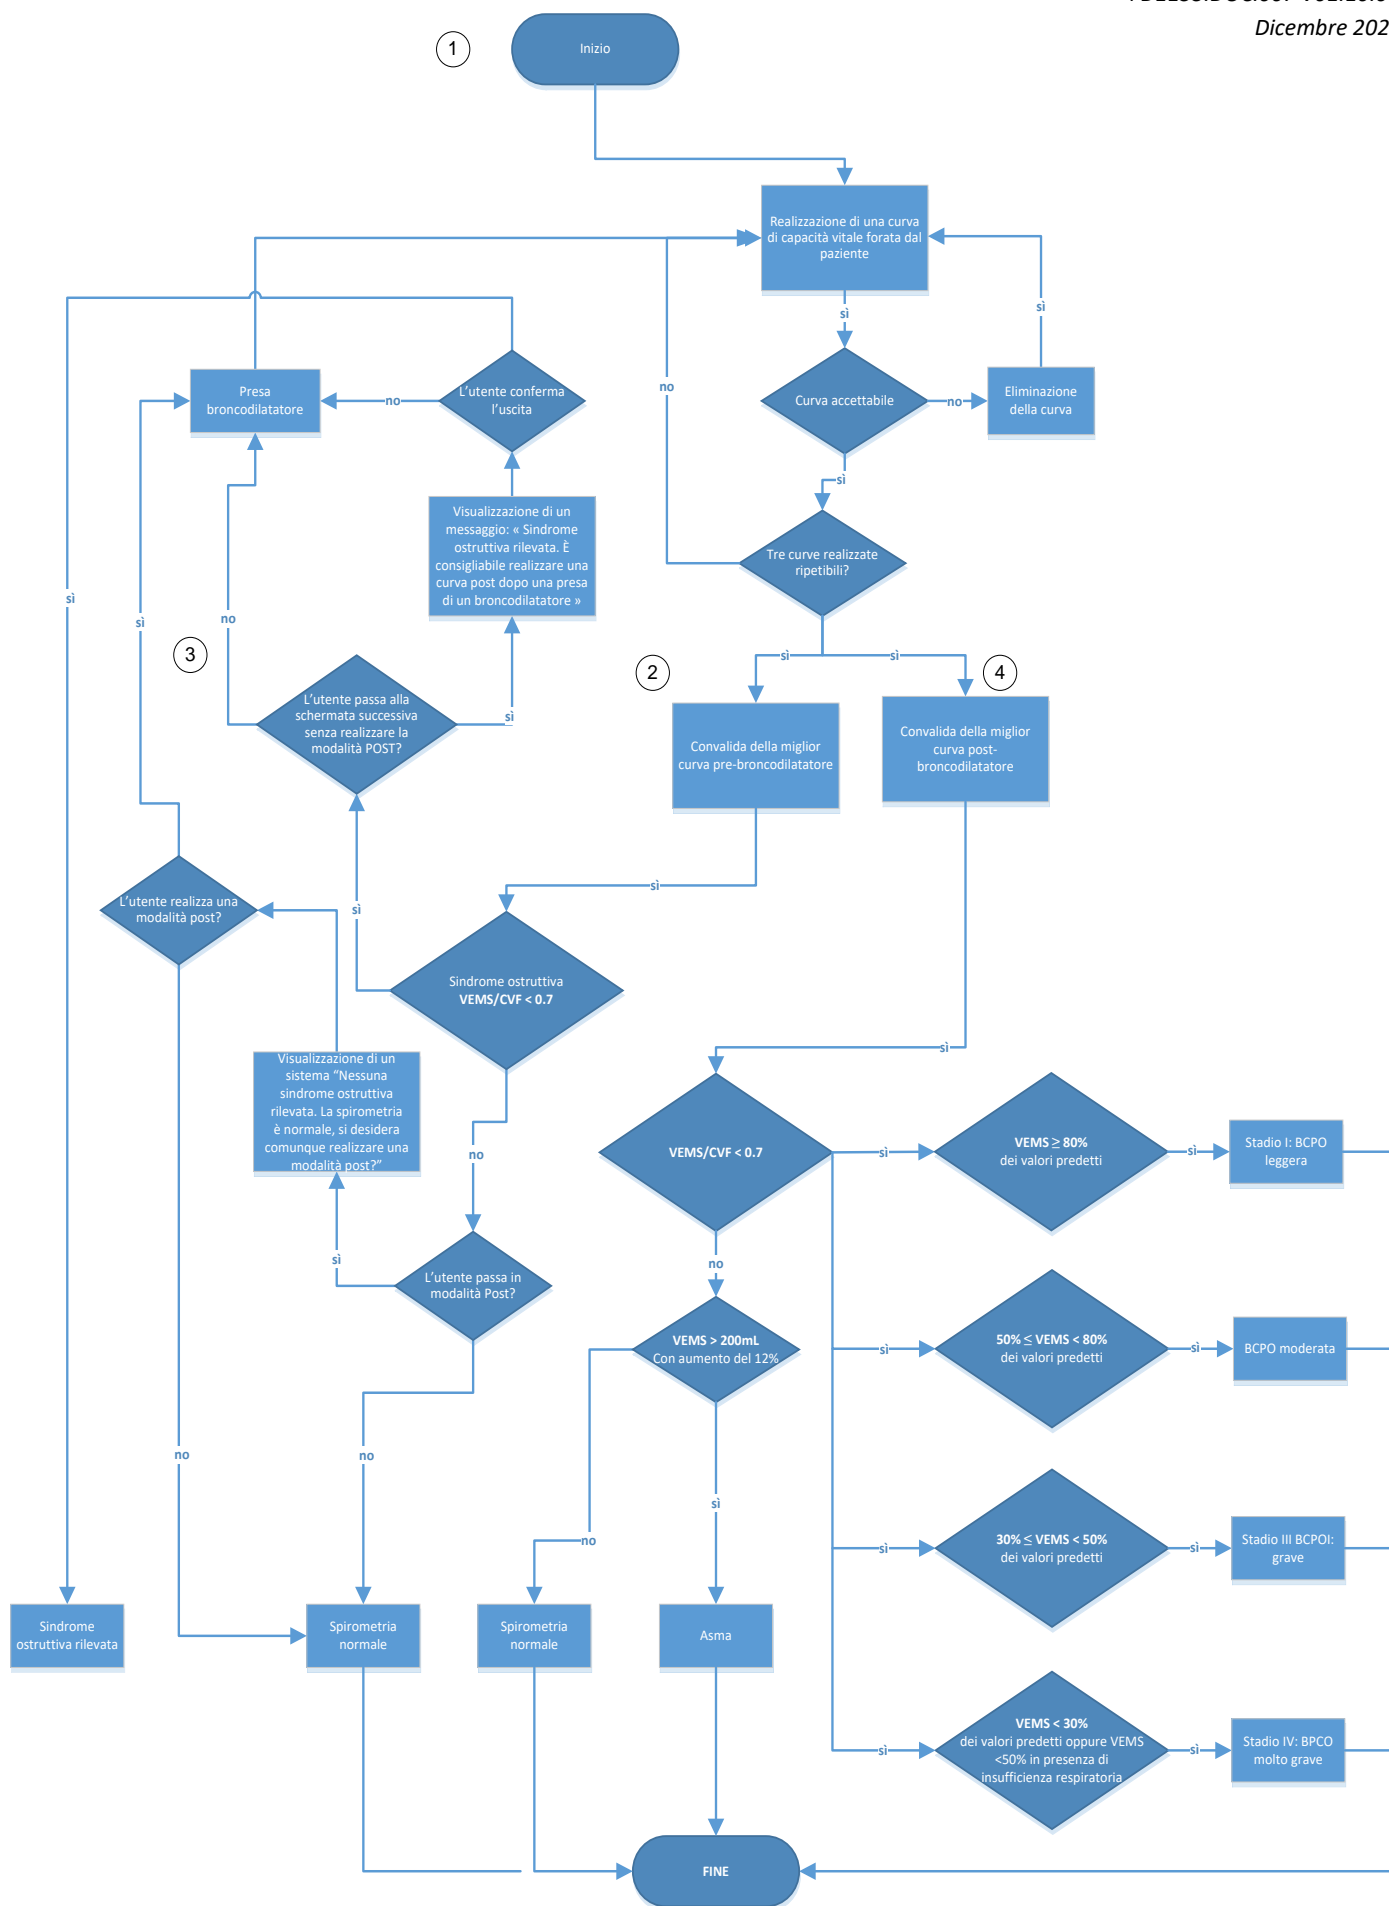 Dicembre 202
1
Inizio
Realizzazione di una curva
di capacità vitale forata dal
paziente
sì
sì
Presa
broncodilatatore
no
L'utente conferma
l'uscita
no
Curva accettabile
no
Eliminazione
della curva
sì
Visualizzazione di un
messaggio: « Sindrome
ostruttiva rilevata. È
consigliabile realizzare una
curva post dopo una presa
di un broncodilatatore »
Tre curve realizzate
ripetibili?
sì
sì
no
3
sì
sì
2
4
L'utente passa alla
schermata successiva
senza realizzare la
modalità POST?
sì
Convalida della miglior
curva pre-broncodilatatore
Convalida della miglior
curva post-
broncodilatatore
sì
L'utente realizza una
modalità post?
sì
Sindrome ostruttiva
VEMS/CVF < 0.7
sì
Visualizzazione di un
sistema "Nessuna
sindrome ostruttiva
rilevata. La spirometria
è normale, si desidera
comunque realizzare una
modalità post?"
no
VEMS/CVF < 0.7
sì
VEMS ≥ 80%
dei valori predetti
sì
Stadio I: BCPO
leggera
sì
no
L'utente passa in
modalità Post?
VEMS > 200mL
Con aumento del 12%
sì
50% ≤ VEMS < 80%
dei valori predetti
sì
BCPO moderata
no
no
sì
no
sì
30% ≤ VEMS < 50%
dei valori predetti
sì
Stadio III BCPOI:
grave
Sindrome
ostruttiva rilevata
Spirometria
normale
Spirometria
normale
Asma
sì
VEMS < 30%
dei valori predetti oppure VEMS
<50% in presenza di
insufficienza respiratoria
sì
Stadio IV: BPCO
molto grave
FINE